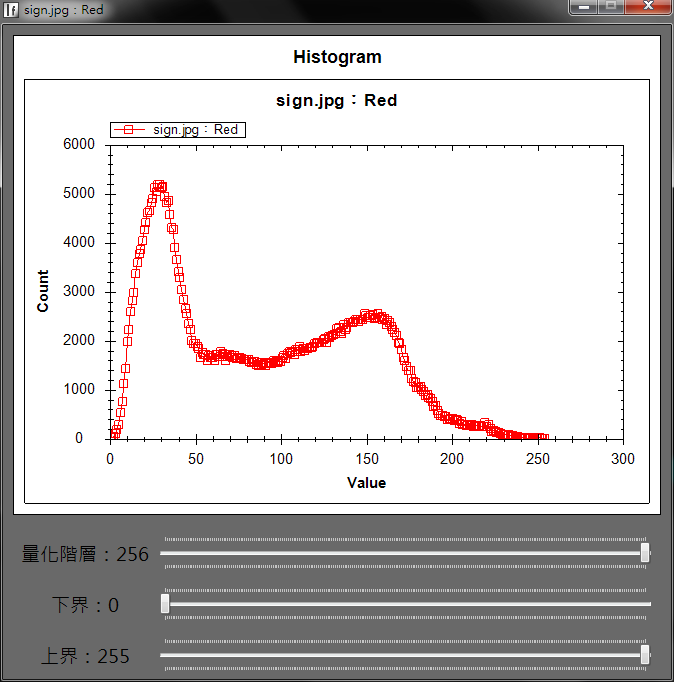 sign.jpg：Red
Histogram
sign.jpg：Red
sign.jpg：Red
6000
5000
4000
3000
2000
1000
0
Count
0 50 100 150 200 250 300
Value
量化階層：256
下界：0
上界：255